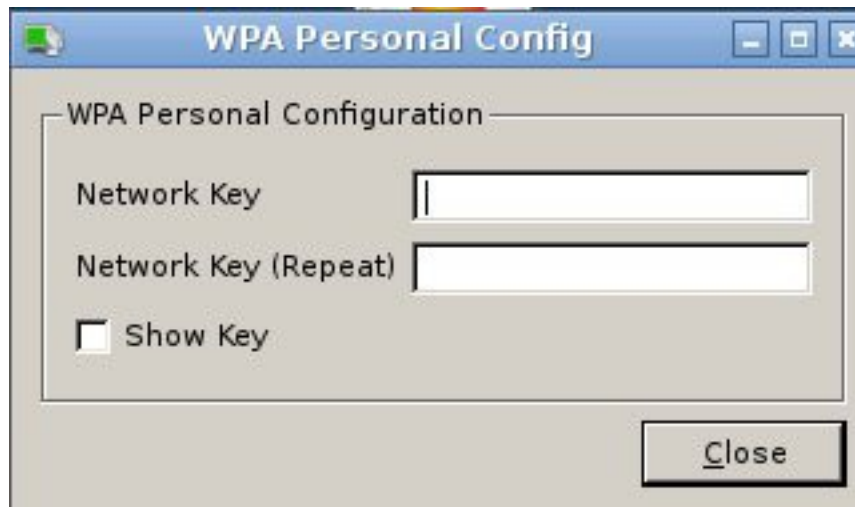 WPA Personal Config
WPA Personal Configuration
Network Key
Network Key (Repeat)
Show Key
Close